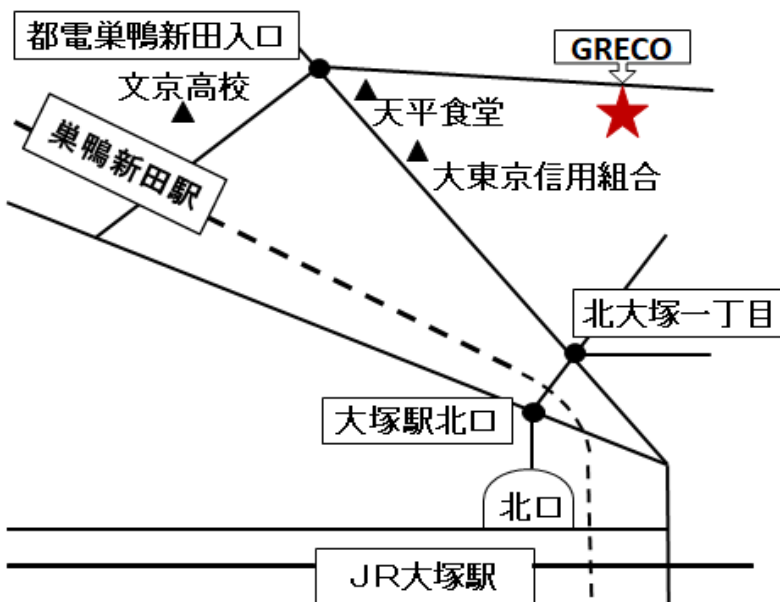 都電巣鴨新田入口
GRECO
文京高校
天平食堂
巣鴨新田駅
大東京信用組合
北大塚一丁目
大塚駅北口
北口
JR大塚駅